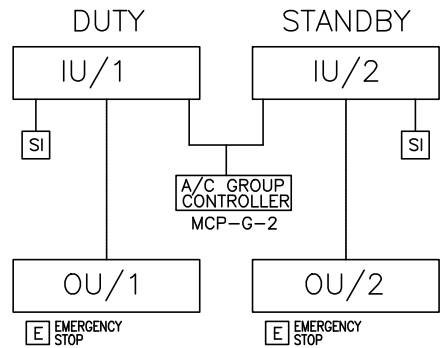 DUTY
STANDBY
IU/1
IU/2
SI
SI
A/C GROUP
CONTROLLER
MCP-G-2
OU/1
OU/2
E EMERGENCY
STOP
E EMERGENCY
STOP